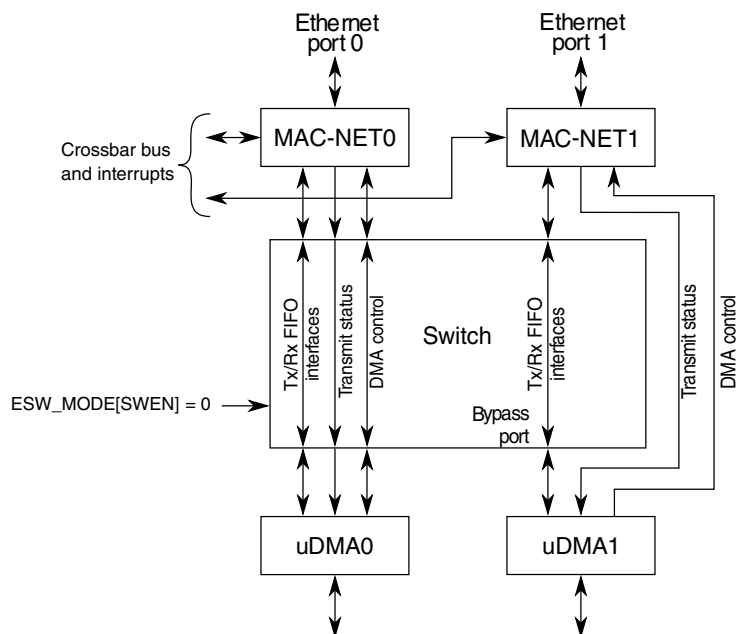 Ethernet
port 0
Ethernet
port 1
MAC-NET0
MAC-NET1
Crossbar bus
and interrupts
Tx/Rx FIFO
interfaces
Transmit status
DMA control
Switch
Tx/Rx FIFO
interfaces
Transmit status
DMA control
ESW_MODE[SWEN] = 0
Bypass
port
uDMA0
uDMA1